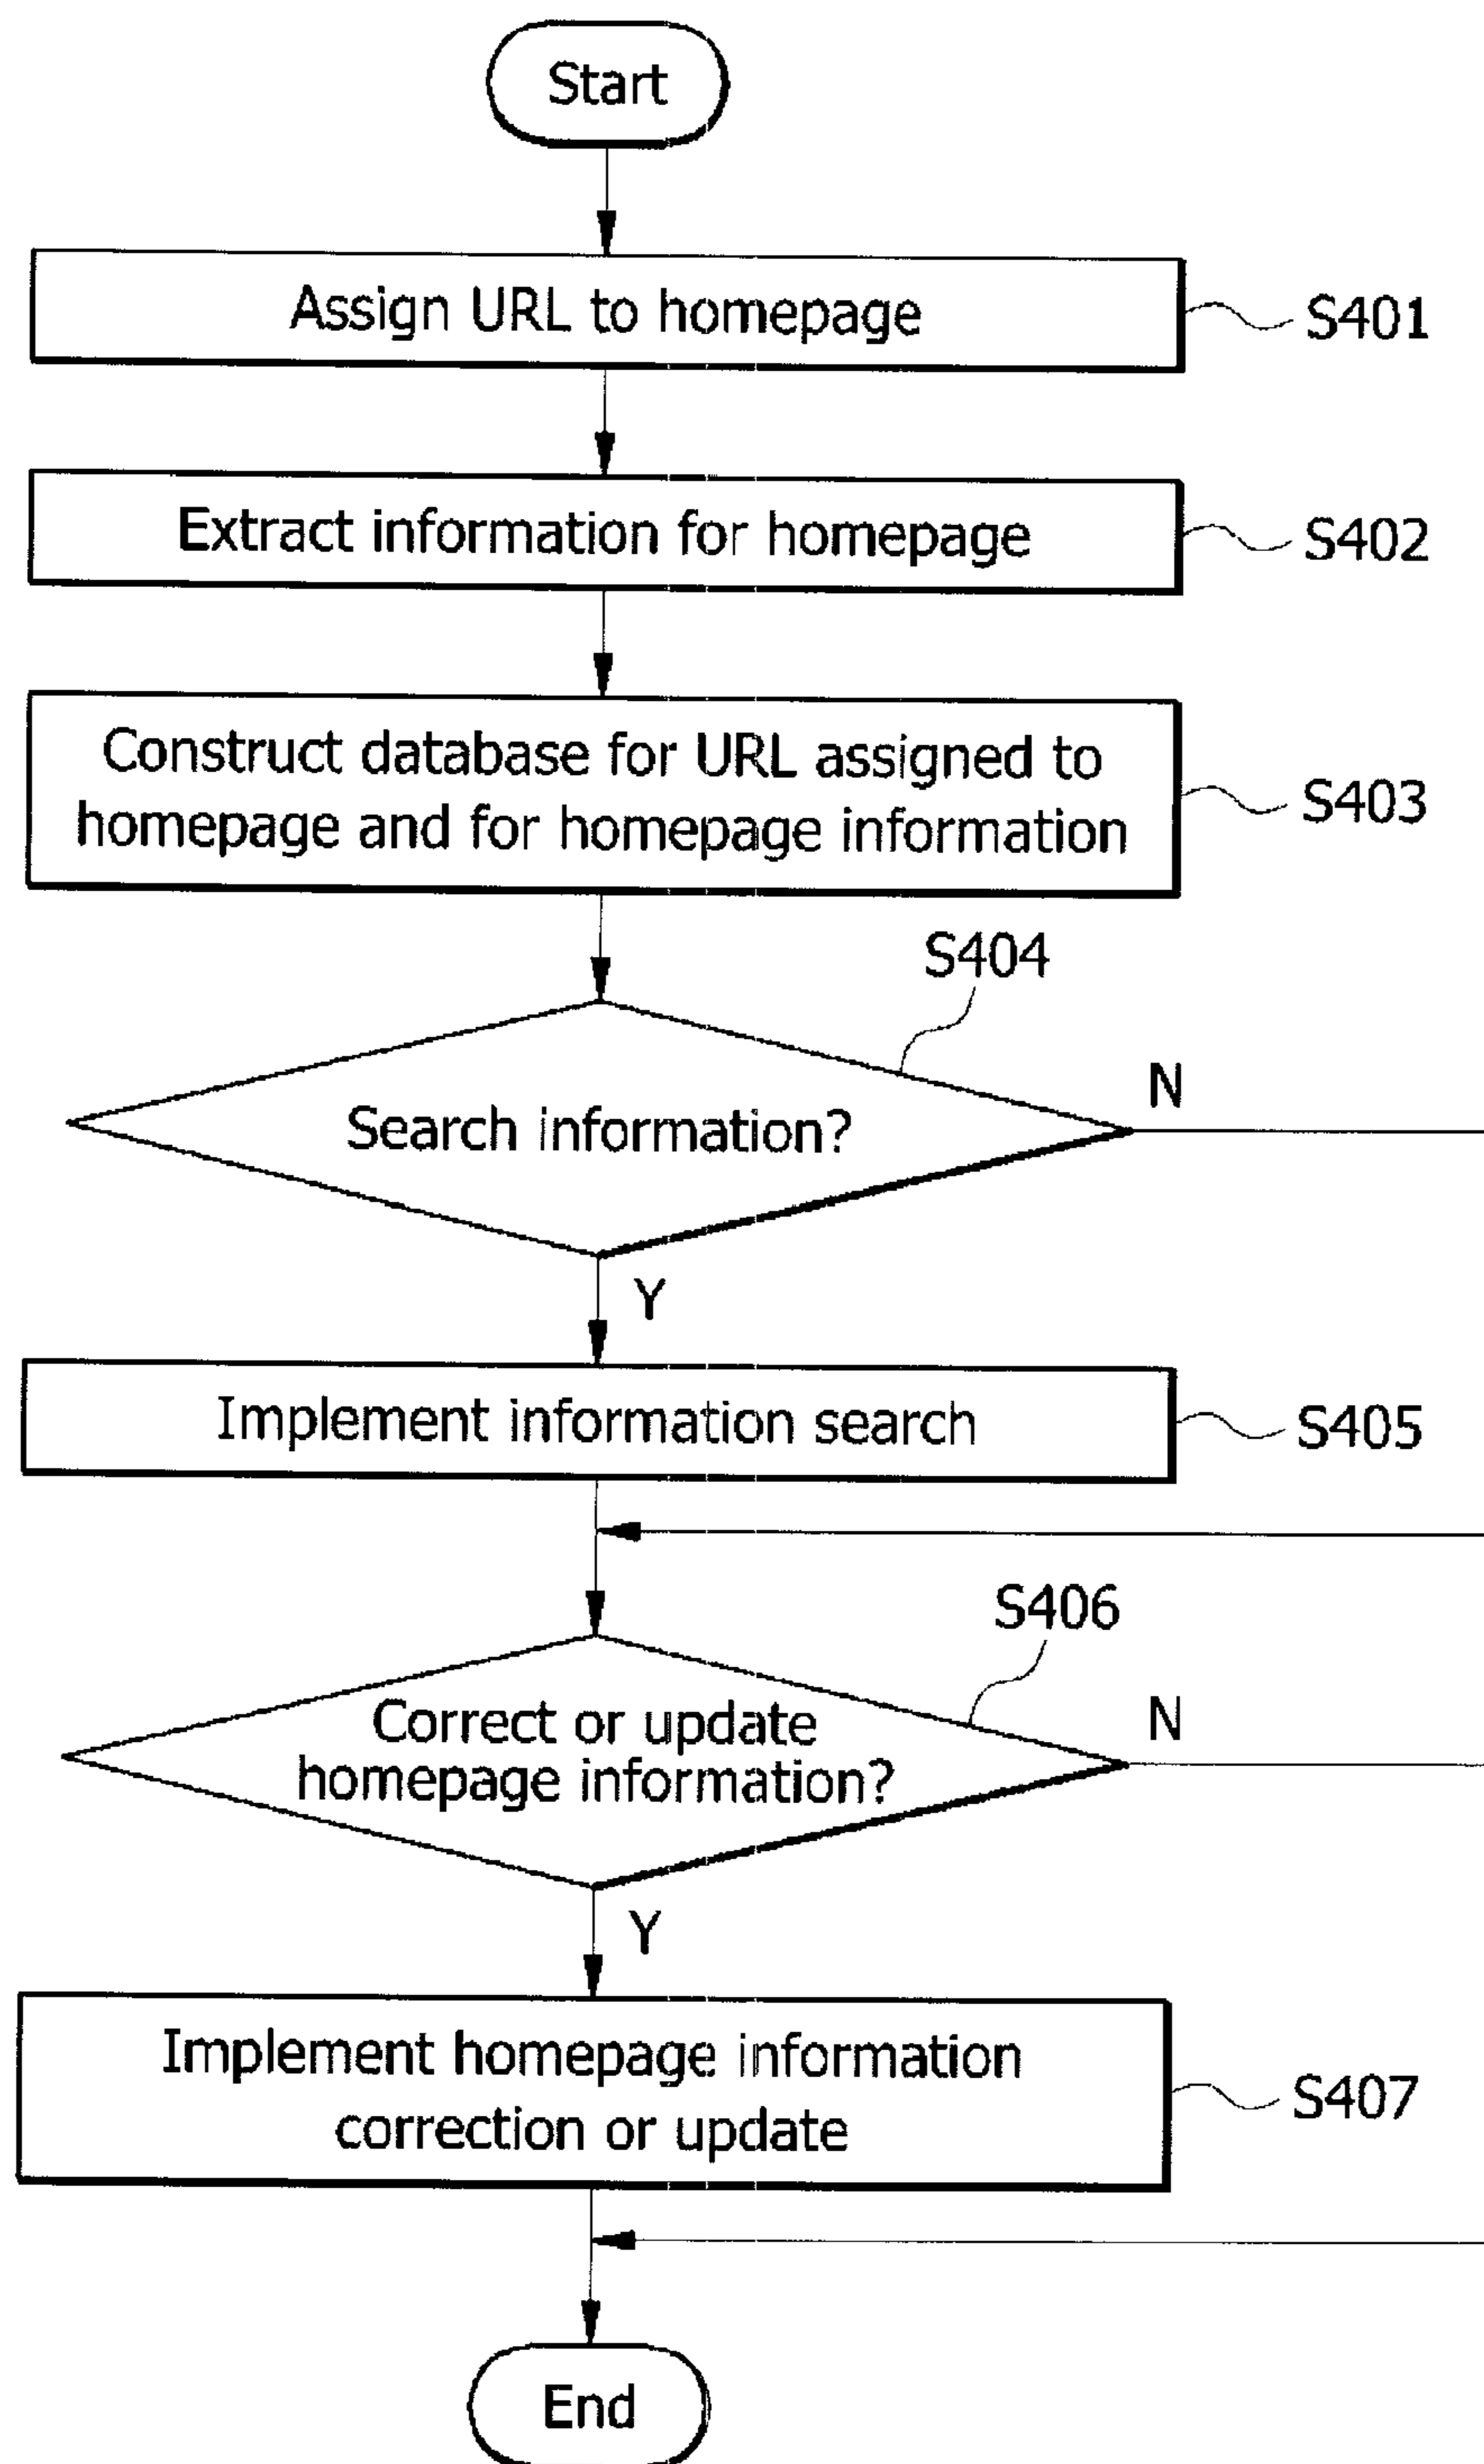 Start
Assign URL to homepage
S401
Extract information for homepage
S402
Construct database for URL assigned to
homepage and for homepage information
S403
S404
Search information?
N
Y
Implement information search
S405
S406
Correct or update
homepage information?
N
Y
Implement homepage information
correction or update
S407
End